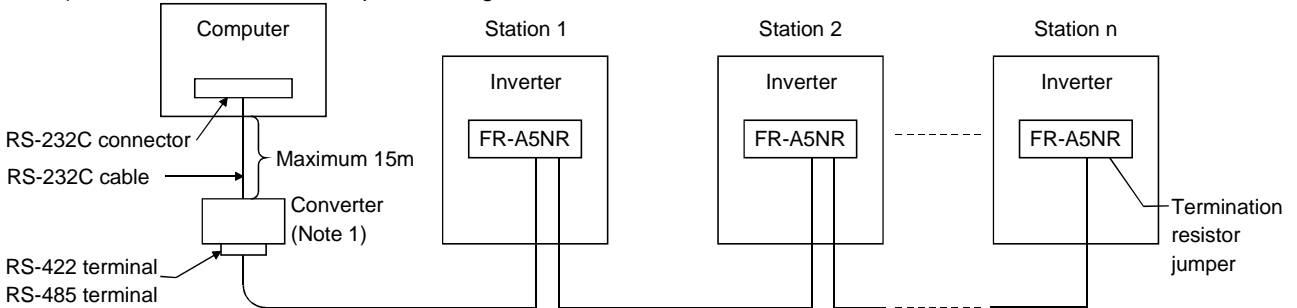 Computer
Station 1
Station 2
Station n
Inverter
Inverter
Inverter
RS-232C connector
FR-A5NR
FR-A5NR
FR-A5NR
Maximum 15m
RS-232C cable
Converter
(Note 1)
Termination
resistor
jumper
RS-422 terminal
RS-485 terminal